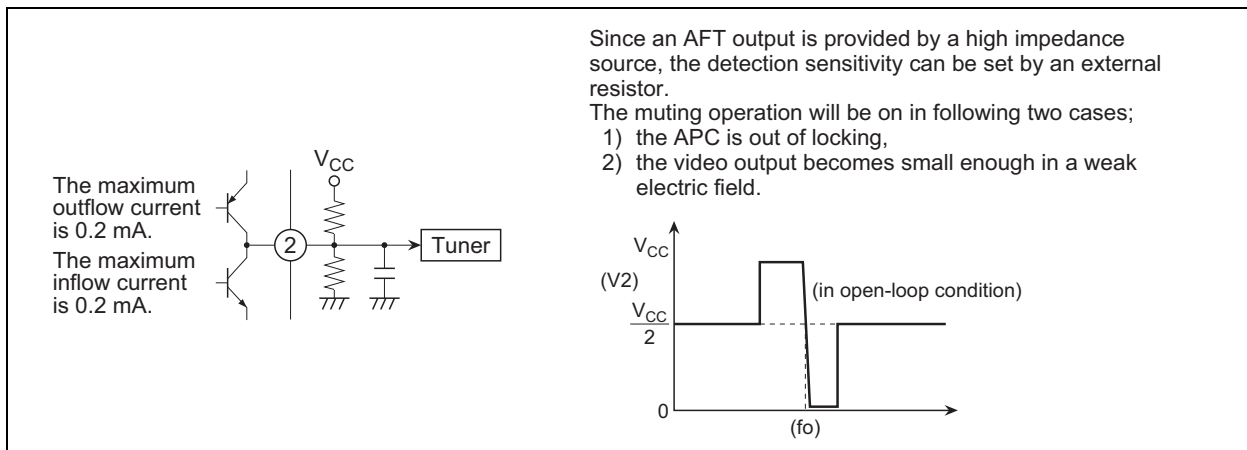 Since an AFT output is provided by a high impedance
source, the detection sensitivity can be set by an external
resistor.
The muting operation will be on in following two cases;
1) the APC is out of locking,
2) the video output becomes small enough in a weak
electric field.
The maximum
outflow current
is 0.2 mA.
The maximum
inflow current
is 0.2 mA.
VCC
2
Tuner
VCC
(V2)
(in open-loop condition)
VCC
2
0
(fo)